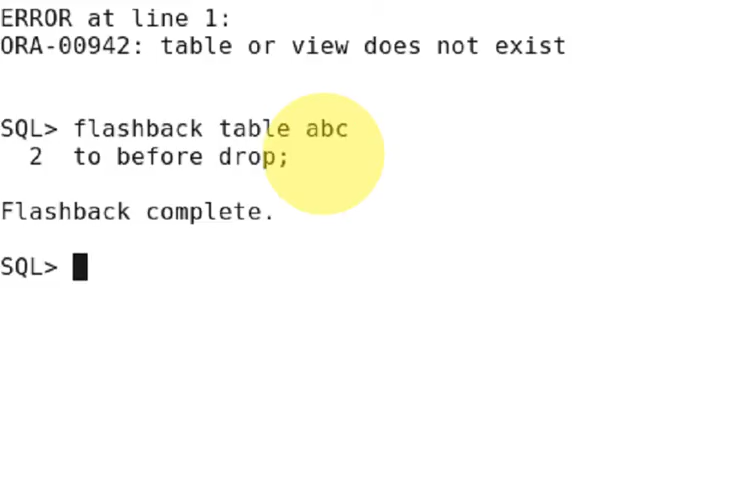 ERROR at line 1:
ORA-00942: table or view does not exist
SQL> flashback table abc
2 to before drop;
Flashback complete.
SQL>